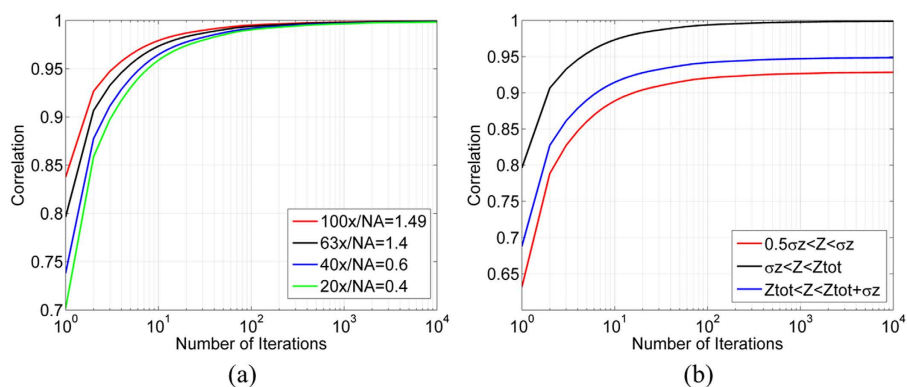 1
0.95
0.9
0.85
0.8
0.75
0.7
Correlation
10^0
10^1
10^2
10^3
10^4
Number of Iterations
100x/NA=1.49
63x/NA=1.4
40x/NA=0.6
20x/NA=0.4
(a)
1
0.95
0.9
0.85
0.8
0.75
0.7
0.65
Correlation
10^0
10^1
10^2
10^3
10^4
Number of Iterations
0.5σz<Z<σz
σz<Z<Ztot
Ztot<Z<Ztot+σz
(b)